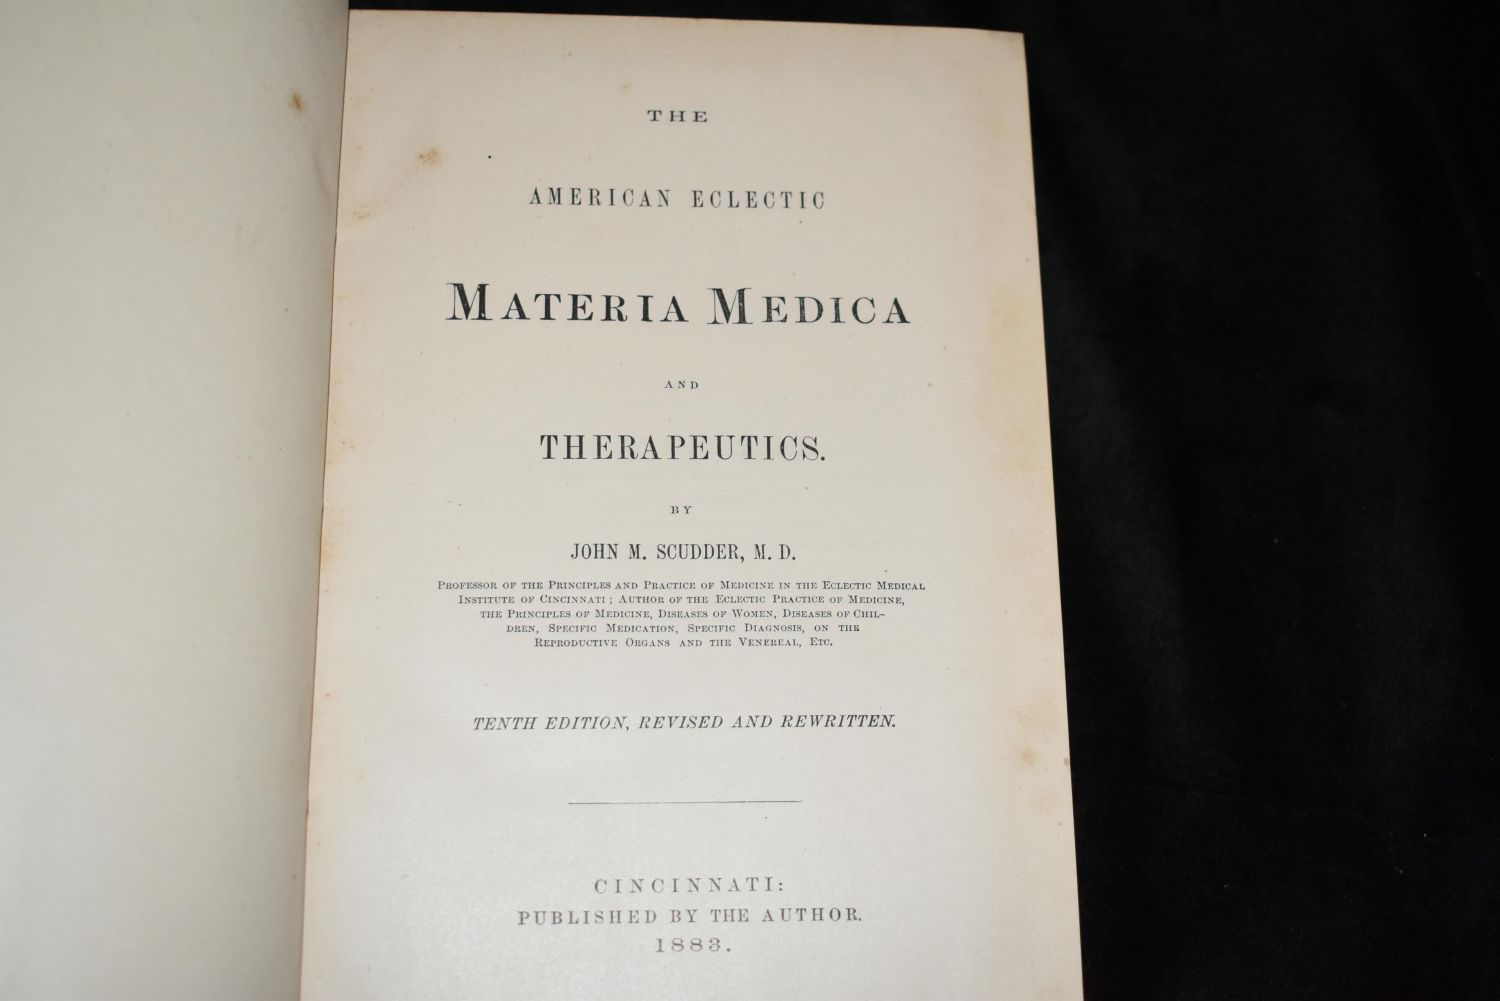 THE
AMERICAN ECLECTIC
MATERIA MEDICA
AND
THERAPEUTICS.
BY
JOHN M. SCUDDER, M. D.
PROFESSOR OF THE PRINCIPLES AND PRACTICE OF MEDICINE IN THE ECLECTIC MEDICAL
INSTITUTE OF CINCINNATI; AUTHOR OF THE ECLECTIC PRACTICE OF MEDICINE,
THE PRINCIPLES OF MEDICINE, DISEASES OF WOMEN, DISEASES OF CHIL-
DREN, SPECIFIC MEDICATION, SPECIFIC DIAGNOSIS, ON THE
REPRODUCTIVE ORGANS AND THE VENEREAL, ETC.
TENTH EDITION, REVISED AND REWRITTEN.
CINCINNATI:
PUBLISHED BY THE AUTHOR.
1883.